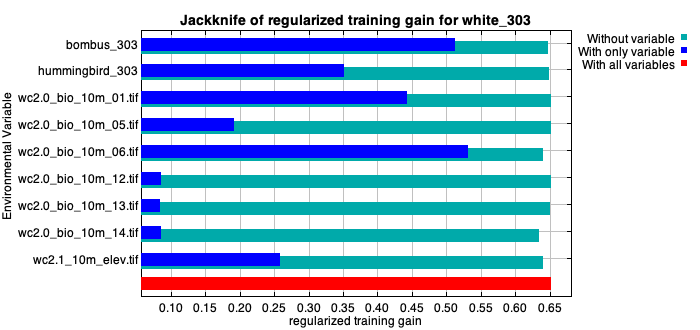 Jackknife of regularized training gain for white_303
Without variable
With only variable
With all variables
Environmental Variable
bombus_303
hummingbird_303
wc2.0_bio_10m_01.tif
wc2.0_bio_10m_05.tif
wc2.0_bio_10m_06.tif
wc2.0_bio_10m_12.tif
wc2.0_bio_10m_13.tif
wc2.0_bio_10m_14.tif
wc2.1_10m_elev.tif
0.10 0.15 0.20 0.25 0.30 0.35 0.40 0.45 0.50 0.55 0.60 0.65
regularized training gain